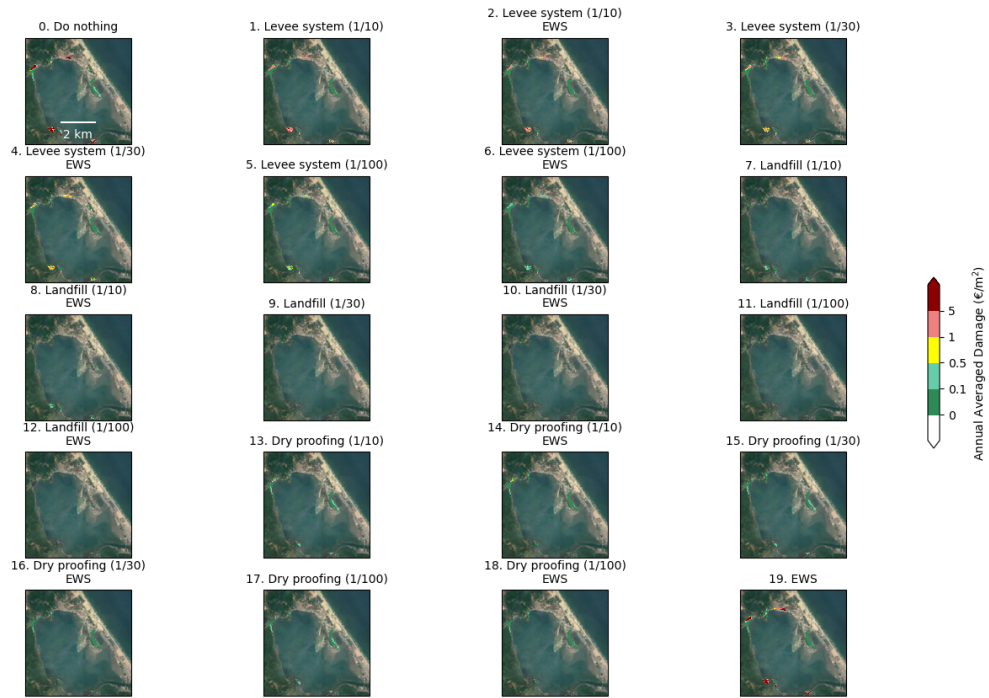 0. Do nothing
1. Levee system (1/10)
2. Levee system (1/10)
EWS
3. Levee system (1/30)
2 km
4. Levee system (1/30)
EWS
5. Levee system (1/100)
6. Levee system (1/100)
EWS
7. Landfill (1/10)
8. Landfill (1/10)
EWS
9. Landfill (1/30)
10. Landfill (1/30)
EWS
11. Landfill (1/100)
12. Landfill (1/100)
EWS
13. Dry proofing (1/10)
14. Dry proofing (1/10)
EWS
15. Dry proofing (1/30)
16. Dry proofing (1/30)
EWS
17. Dry proofing (1/100)
18. Dry proofing (1/100)
EWS
19. EWS
5
1
0.5
0.1
0
Annual Averaged Damage (€/m²)